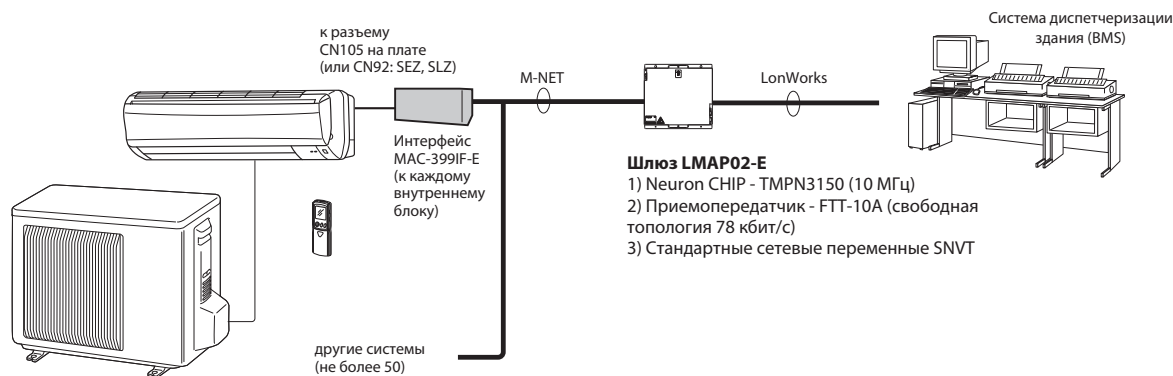 к разъему
CN105 на плате
(или CN92: SEZ, SLZ)
M-NET
LonWorks
Система диспетчеризации
здания (BMS)
Интерфейс
MAC-399IF-E
(к каждому
внутреннему
блоку)
Шлюз LMAP02-E
1) Neuron CHIP - TMPN3150 (10 МГц)
2) Приемопередатчик - FTT-10A (свободная
топология 78 кбит/с)
3) Стандартные сетевые переменные SNVT
другие системы
(не более 50)